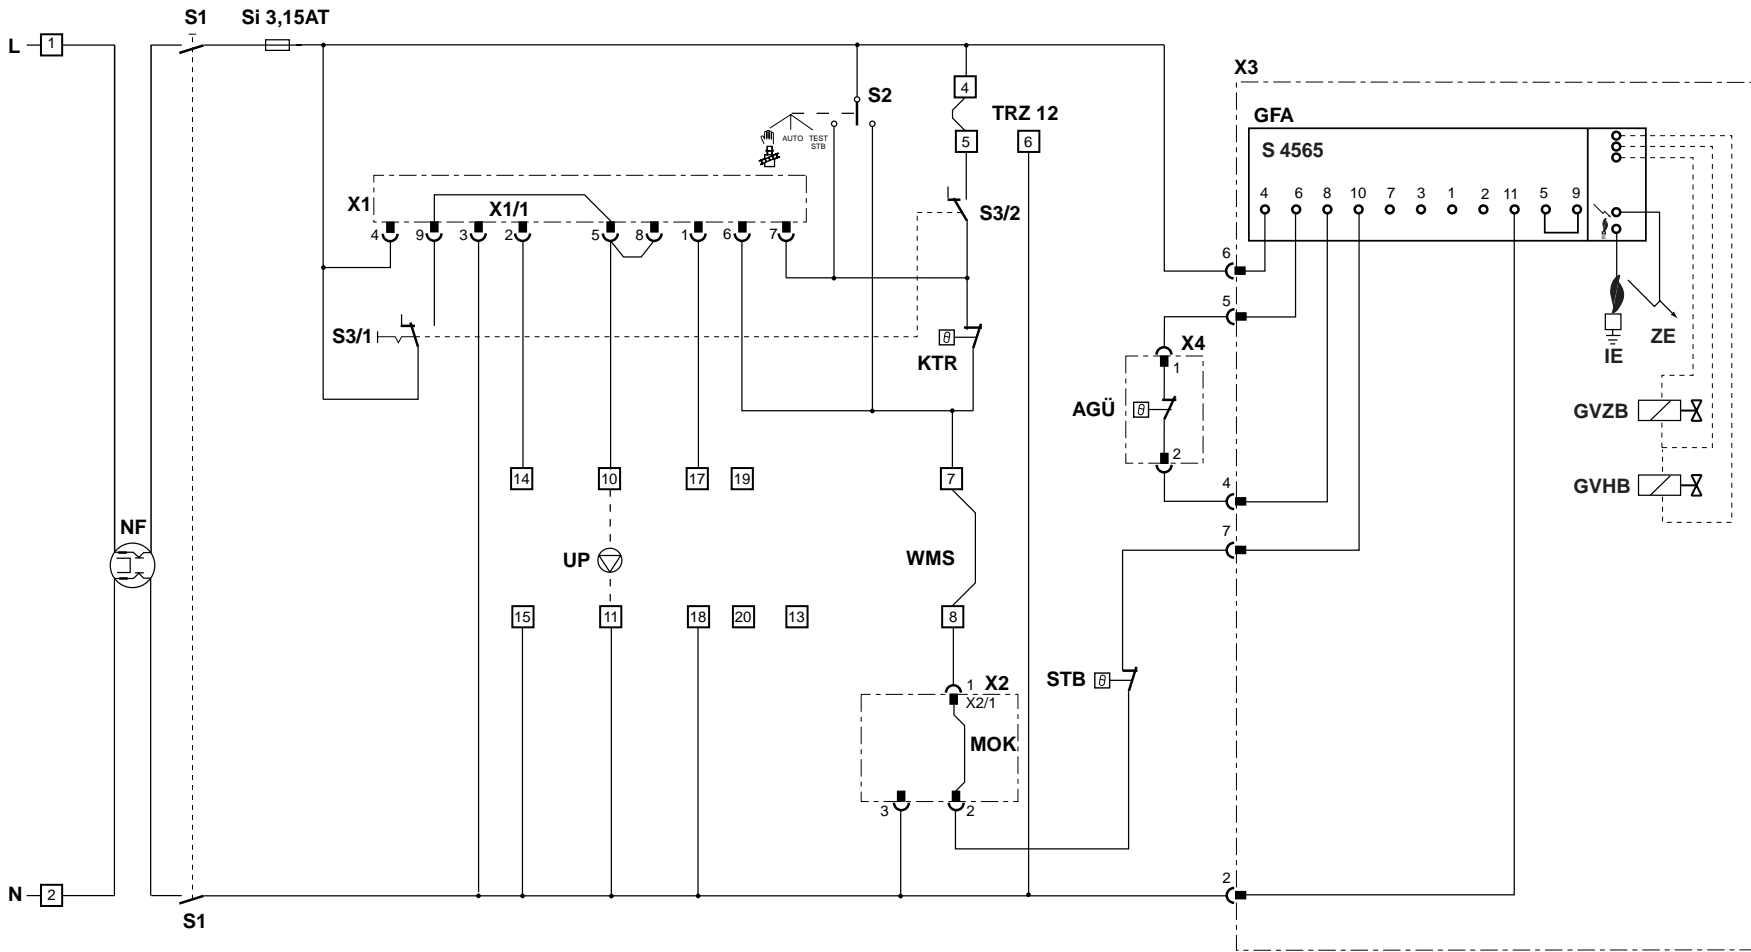 S1 Si 3,15AT
L 1
X3
S2
4
TRZ 12
GFA
AUTO TEST STB
5 6
S 4565
X1 X1/1
4 6 8 10 7 3 1 2 11 5 9
S3/2
4 9 3 2 5 8 1 6 7
6
5
S3/1
θ
KTR
X4
1
AGÜ θ
2
IE ZE
GVZB
14 10 17 19 7
4
GVHB
NF
7
UP
WMS
15 11 18 20 13 8
1 X2
X2/1
STB θ
MOK
3 2
N 2
2
S1